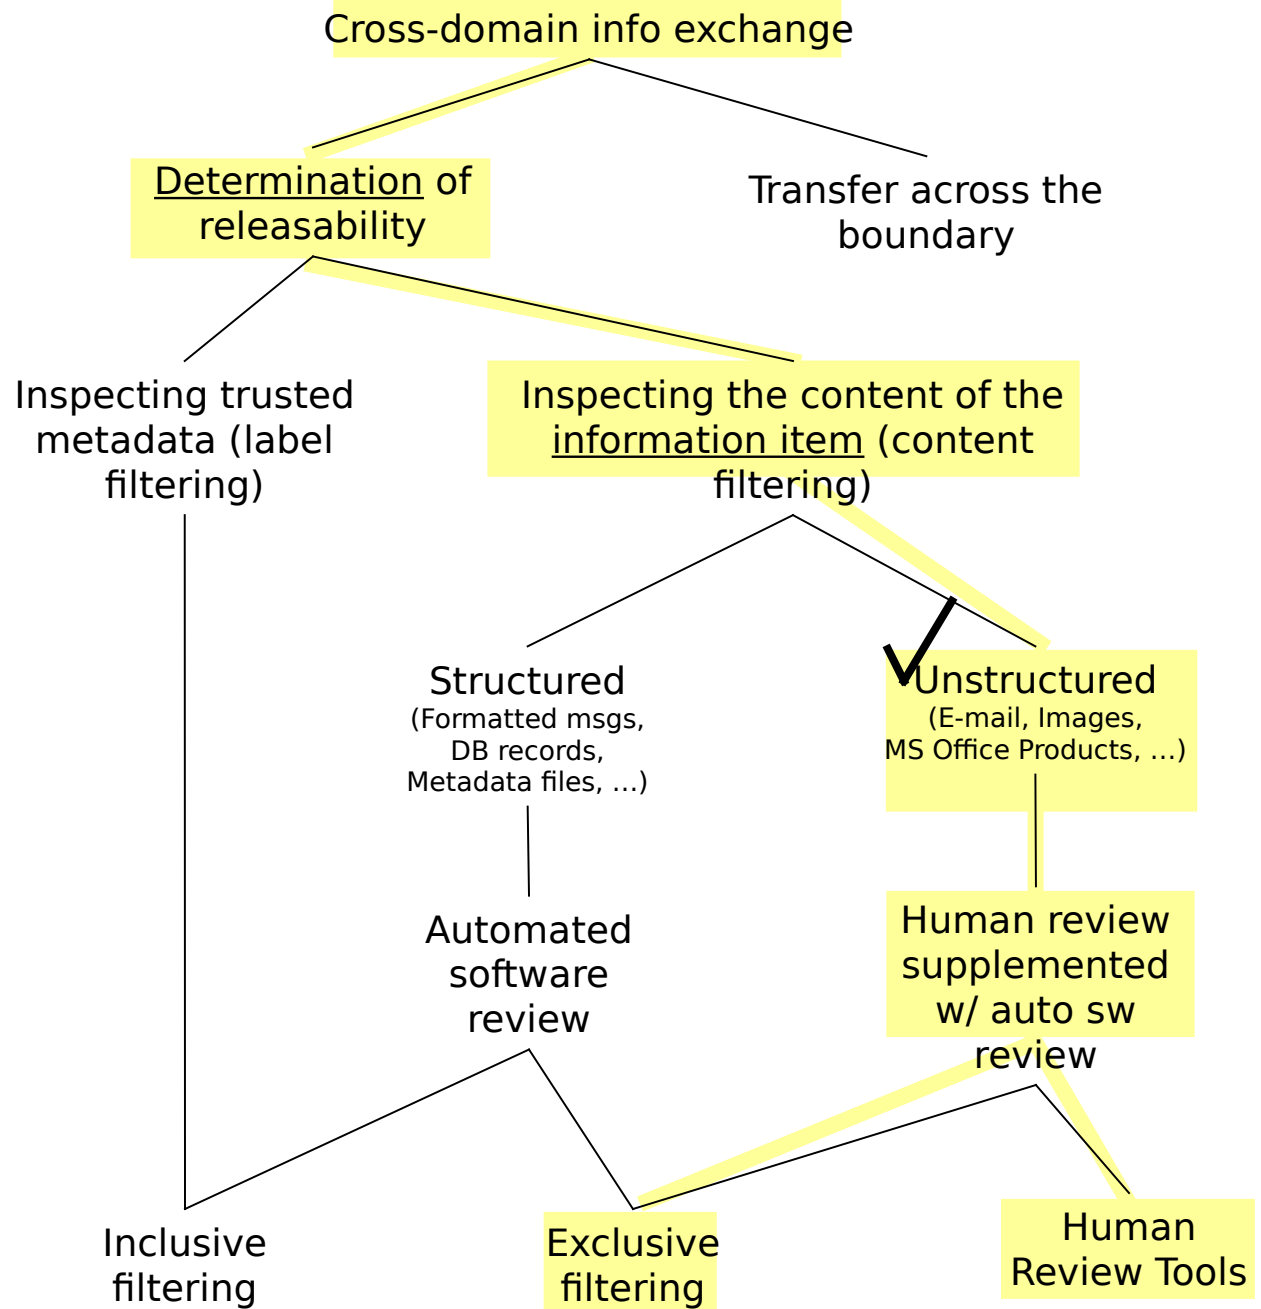 Cross-domain info exchange
Determination of
releasability
Transfer across the
boundary
Inspecting trusted
metadata (label
filtering)
Inspecting the content of the
information item (content
filtering)
Structured
(Formatted msgs,
DB records,
Metadata files, ...)
Unstructured
(E-mail, Images,
MS Office Products, ...)
Automated
software
review
Human review
supplemented
w/ auto sw
review
Inclusive
filtering
Exclusive
filtering
Human
Review Tools